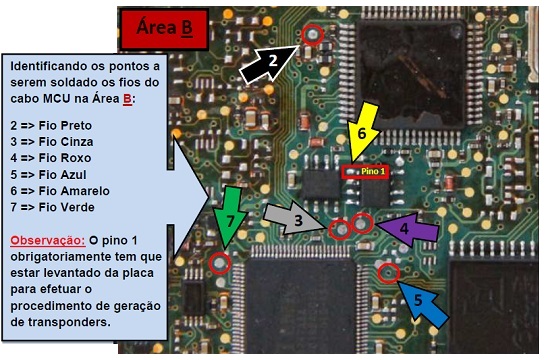 Área B
Identificando os pontos a
serem soldado os fios do
cabo MCU na Área B:
2 => Fio Preto
3 => Fio Cinza
4 => Fio Roxo
5 => Fio Azul
6 => Fio Amarelo
7 => Fio Verde
Observação: O pino 1
obrigatoriamente tem que
estar levantado da placa
para efetuar o
procedimento de geração
de transponders.
2
6
Pino 1
7
3
4
5